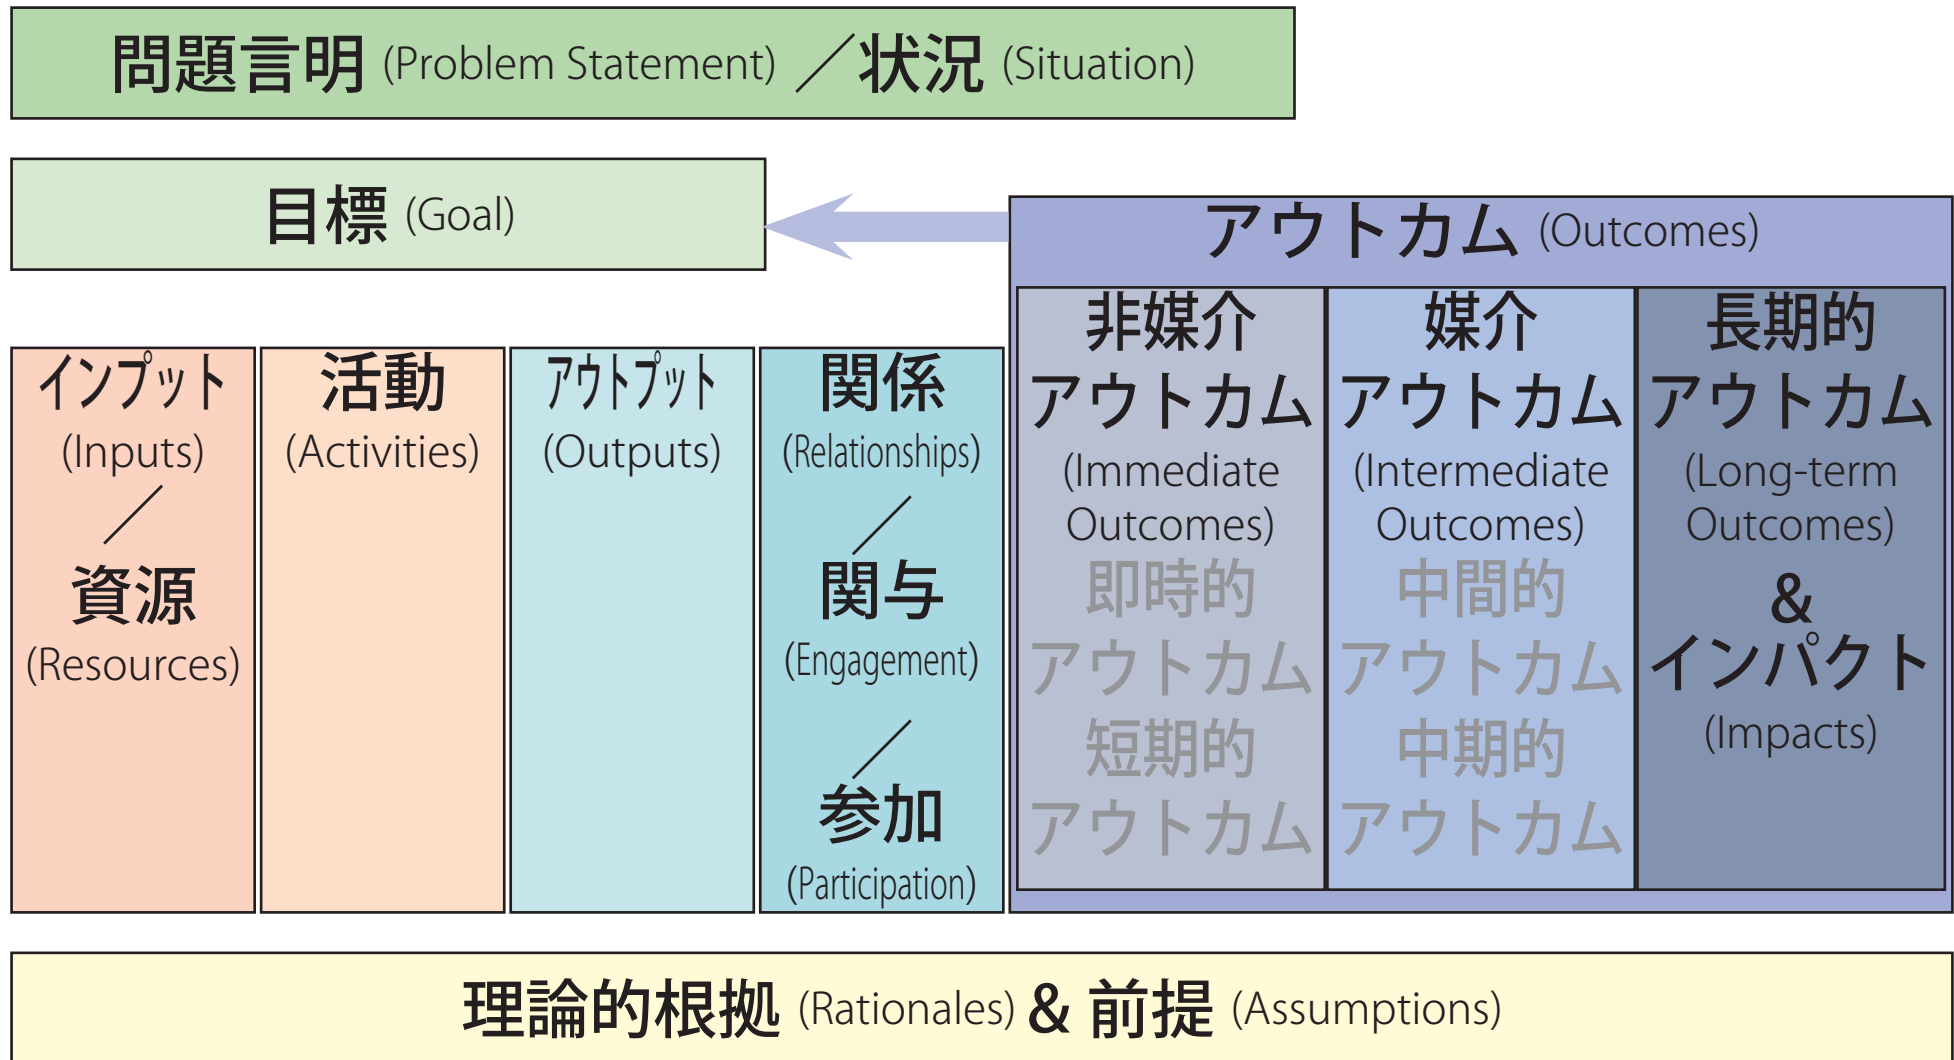 問題言明 (Problem Statement) ／状況 (Situation)
目標 (Goal)
アウトカム (Outcomes)
インプット
(Inputs)
／
資源
(Resources)
活動
(Activities)
アウトプット
(Outputs)
関係
(Relationships)
／
関与
(Engagement)
／
参加
(Participation)
非媒介
アウトカム
(Immediate
Outcomes)
即時的
アウトカム
短期的
アウトカム
媒介
アウトカム
(Intermediate
Outcomes)
中間的
アウトカム
中期的
アウトカム
長期的
アウトカム
(Long-term
Outcomes)
&
インパクト
(Impacts)
理論的根拠 (Rationales) & 前提 (Assumptions)